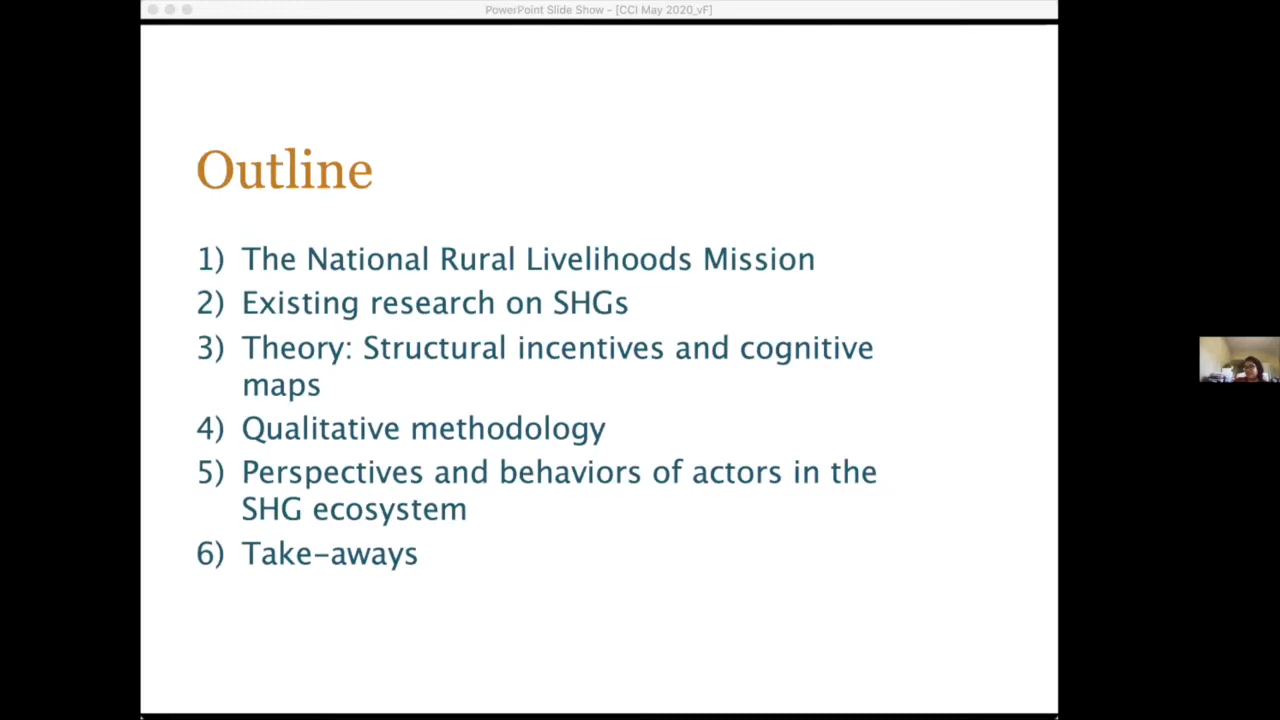 PowerPoint Slide Show - [CCI May 2020_vF]
Outline
1) The National Rural Livelihoods Mission
2) Existing research on SHGs
3) Theory: Structural incentives and cognitive
maps
4) Qualitative methodology
5) Perspectives and behaviors of actors in the
SHG ecosystem
6) Take-aways